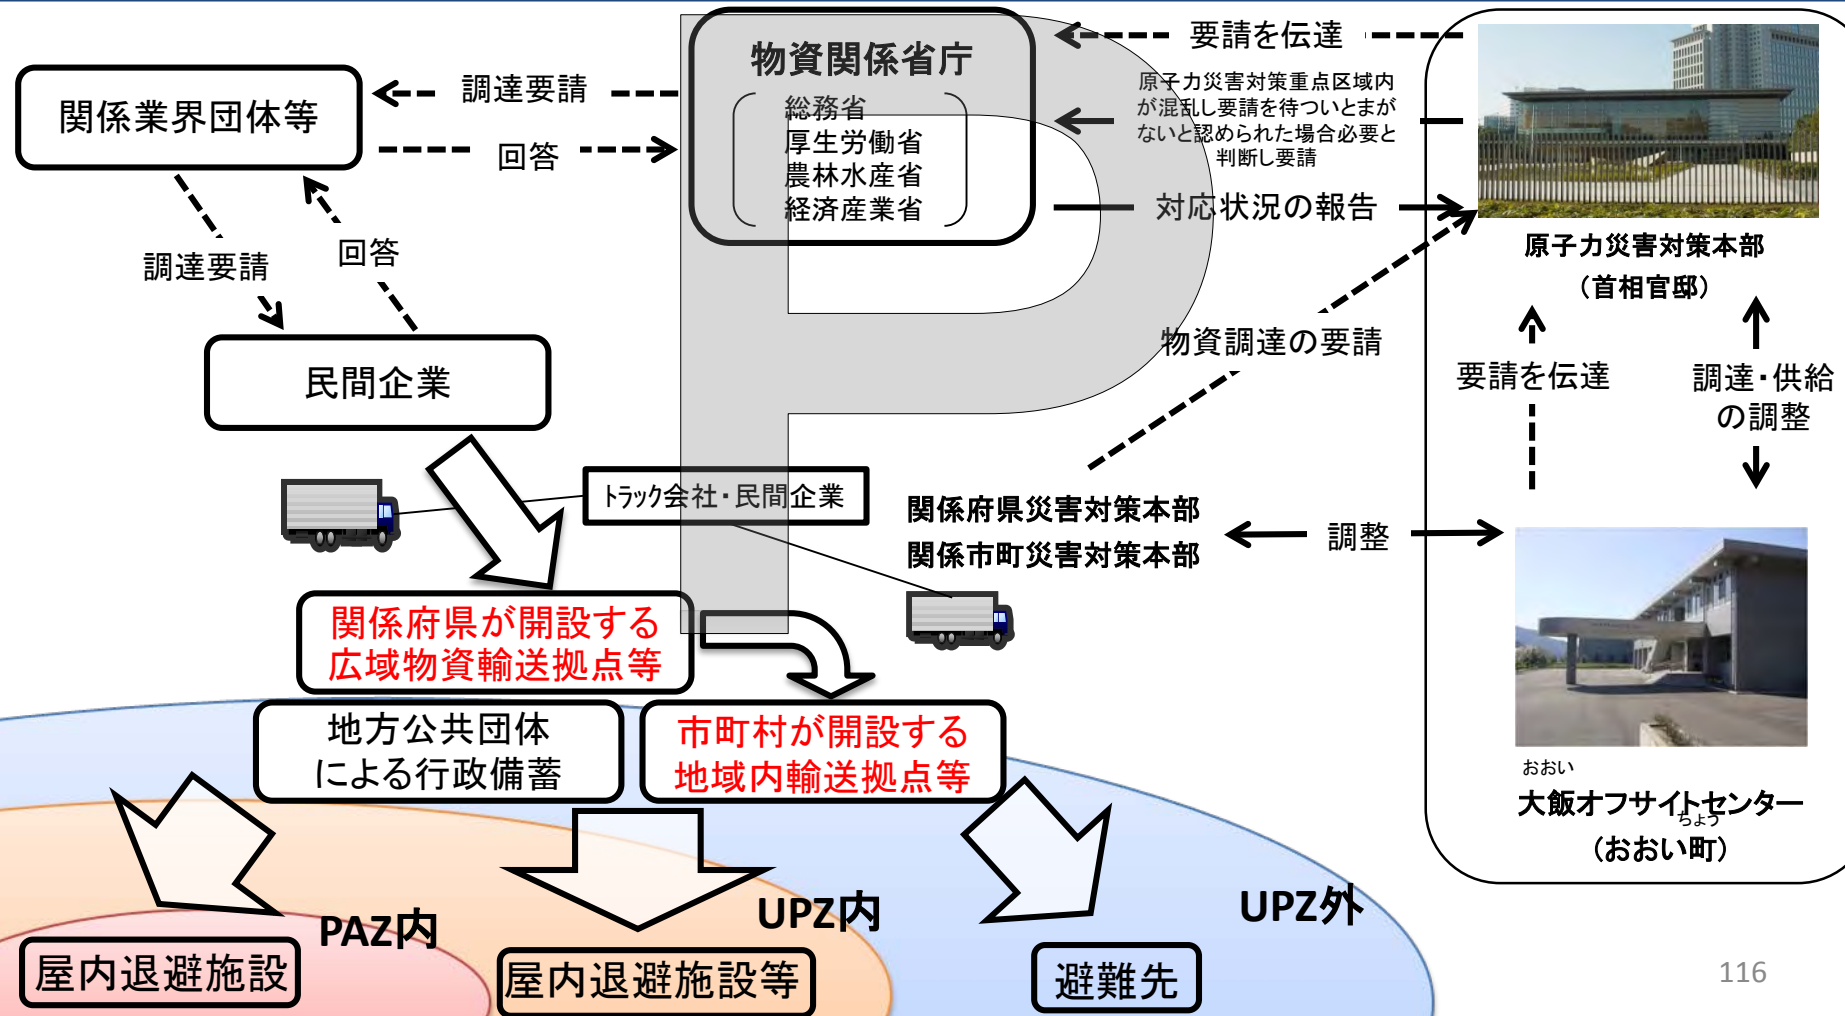 要請を伝達
物資関係省庁
総務省
厚生労働省
農林水産省
経済産業省
調達要請
関係業界団体等
回答
原子力災害対策重点区域内
が混乱し要請を待ついとまが
ないと認められた場合必要と
判断し要請
対応状況の報告
原子力災害対策本部
（首相官邸）
調達要請
回答
民間企業
物資調達の要請
要請を伝達
調達・供給
の調整
トラック会社・民間企業
関係府県災害対策本部
関係市町災害対策本部
調整
関係府県が開設する
広域物資輸送拠点等
地方公共団体
による行政備蓄
市町村が開設する
地域内輸送拠点等
おおい
大飯オフサイトセンター
ちょう
（おおい町）
PAZ内
UPZ内
UPZ外
屋内退避施設
屋内退避施設等
避難先
116
P